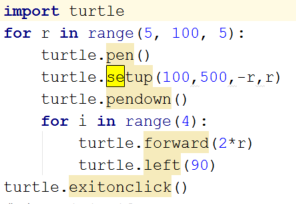 import turtle
for r in range(5, 100, 5):
    turtle.pen()
    turtle.setup(100,500,-r,r)
    turtle.pendown()
    for i in range(4):
        turtle.forward(2*r)
        turtle.left(90)
turtle.exitonclick()